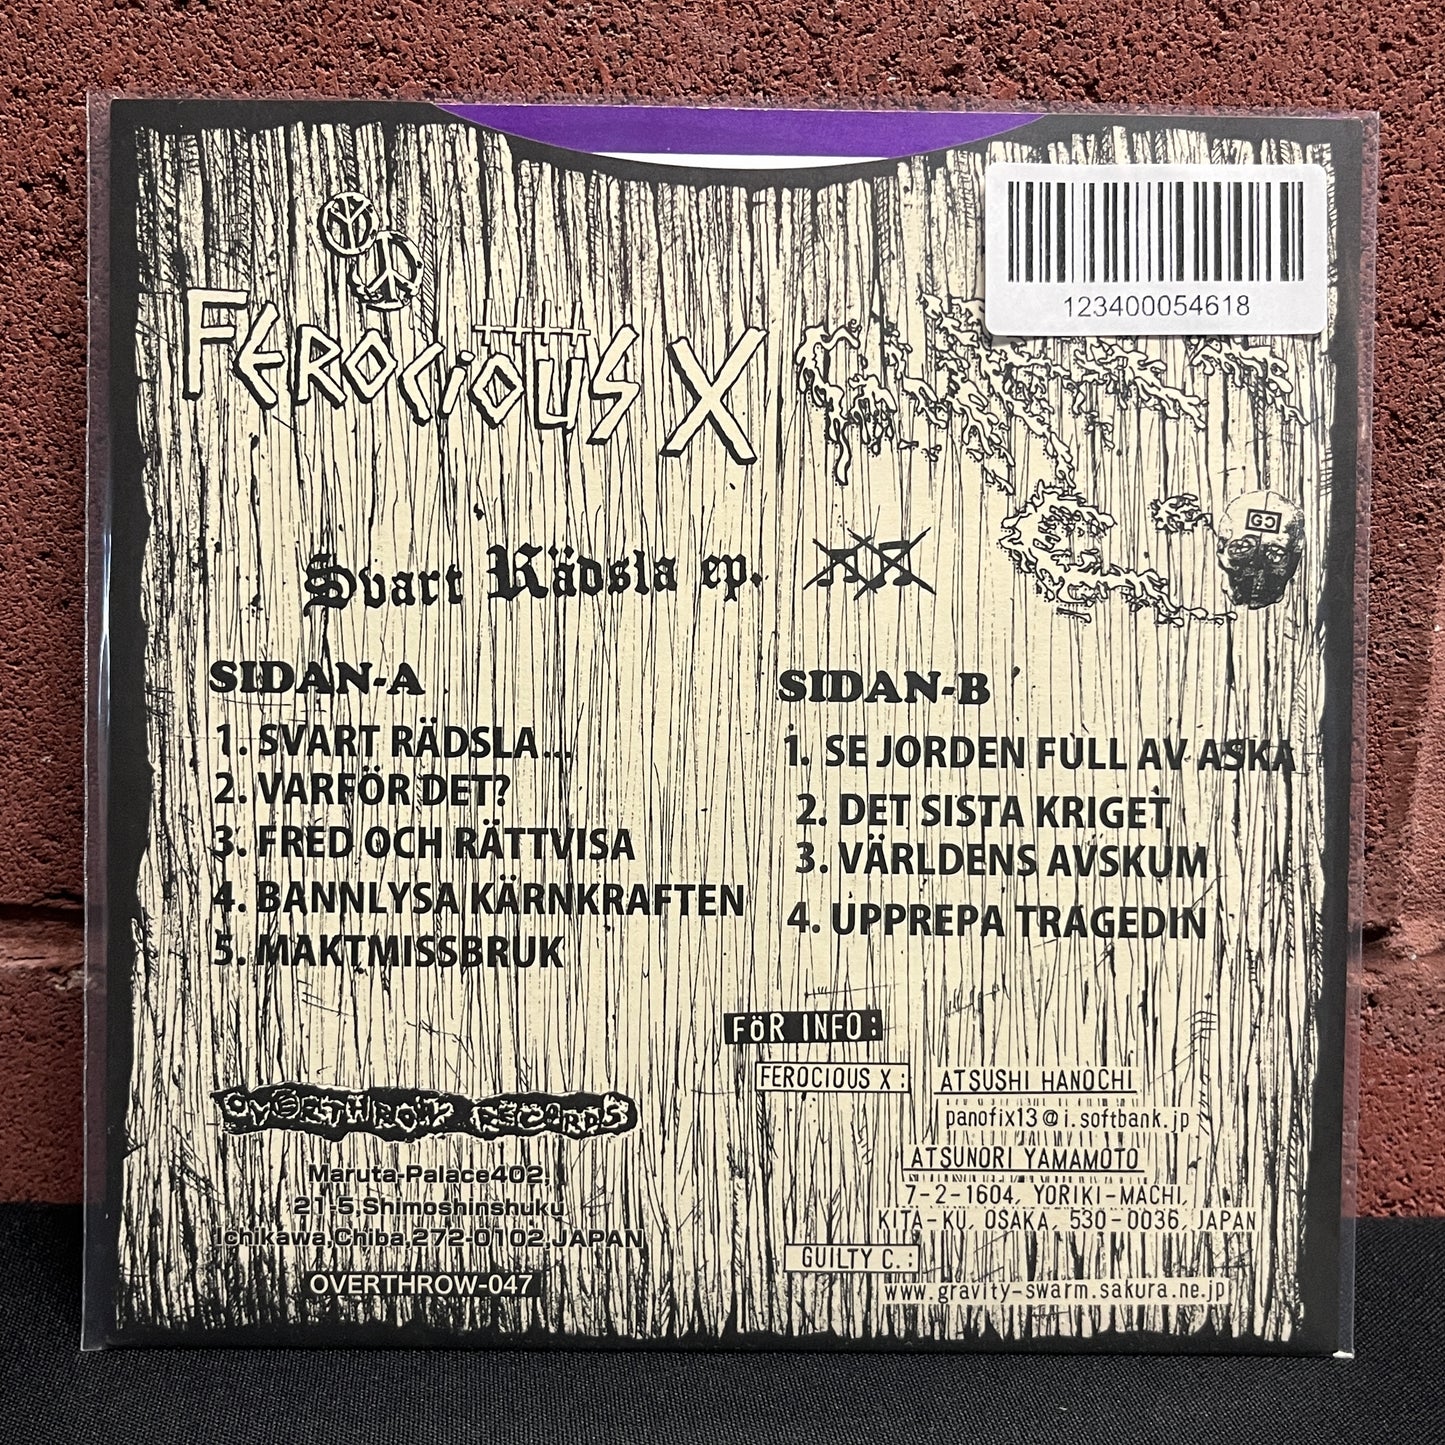 123400054618
FEROCIOUS X
GC
Svart Rädsla ep.
SIDAN-A
1. SVART RÄDSLA...
2. VARFÖR DET?
3. FRED OCH RÄTTVISA
4. BANNLYSA KÄRNKRAFTEN
5. MAKTMISSBRUK
SIDAN-B
1. SE JORDEN FULL AV ASKA
2. DET SISTA KRIGET
3. VÄRLDENS AVSKUM
4. UPPREPA TRAGEDIN
FöR INFO:
FEROCIOUS X: ATSUSHI HANOCHI
panofix13@i.softbank.jp
ATSUNORI YAMAMOTO
7-2-1604, YORIKI-MACHI,
KITA-KU, OSAKA, 530-0036, JAPAN
GUILTY C.:
www.gravity-swarm.sakura.ne.jp
OVERTHROW RECORDS
Maruta-Palace402,
21-5,Shimoshinshuku
Ichikawa,Chiba,272-0102,JAPAN
OVERTHROW-047